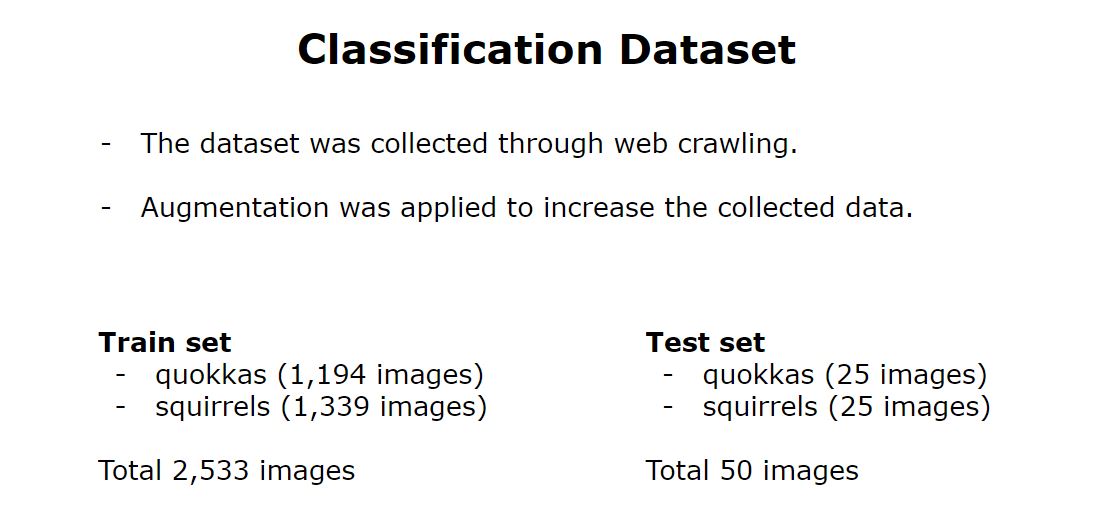 Classification Dataset
- The dataset was collected through web crawling.
- Augmentation was applied to increase the collected data.
Train set
- quokkas (1,194 images)
- squirrels (1,339 images)
Total 2,533 images
Test set
- quokkas (25 images)
- squirrels (25 images)
Total 50 images